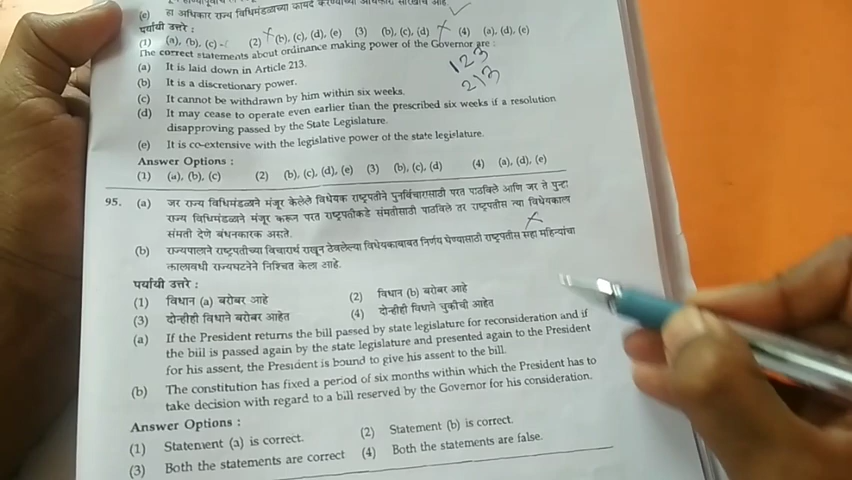 (e) हा अधिकार राज्य विधिमंडळाच्या कायदे करण्याच्या
पर्यायी उत्तरे :
(1) (a), (b), (c) (2) (b), (c), (d), (e) (3) (b), (c), (d) (4) (a), (d), (e)
The correct statements about ordinance making power of the Governor are :
(a) It is laid down in Article 213.
(b) It is a discretionary power.
(c) It cannot be withdrawn by him within six weeks.
(d) It may cease to operate even earlier than the prescribed six weeks if a resolution
disapproving passed by the State Legislature.
(e) It is co-extensive with the legislative power of the state legislature.
123
213
Answer Options :
(1) (a), (b), (c) (2) (b), (c), (d), (e) (3) (b), (c), (d) (4) (a), (d), (e)
95. (a) जर राज्य विधिमंडळाने मंजूर केलेले विधेयक राष्ट्रपतीने पुनर्विचारासाठी परत पाठविले आणि जर ते पुन्हा
राज्य विधिमंडळाने मंजूर करून परत राष्ट्रपतीकडे संमतीसाठी पाठविले तर राष्ट्रपतीस त्या विधेयकाला
संमती देणे बंधनकारक असते.
(b) राज्यपालाने राष्ट्रपतीच्या विचारार्थ राखून ठेवलेल्या विधेयकाबाबत निर्णय घेण्यासाठी राष्ट्रपतीस सहा महिन्यांचा
कालावधी राज्यघटनेने निश्चित केला आहे.
पर्यायी उत्तरे :
(1) विधान (a) बरोबर आहे (2) विधान (b) बरोबर आहे
(3) दोन्हीही विधाने बरोबर आहेत (4) दोन्हीही विधाने चुकीची आहेत
(a) If the President returns the bill passed by state legislature for reconsideration and if
the bill is passed again by the state legislature and presented again to the President
for his assent, the President is bound to give his assent to the bill.
(b) The constitution has fixed a period of six months within which the President has to
take decision with regard to a bill reserved by the Governor for his consideration.
Answer Options :
(1) Statement (a) is correct. (2) Statement (b) is correct.
(3) Both the statements are correct (4) Both the statements are false.